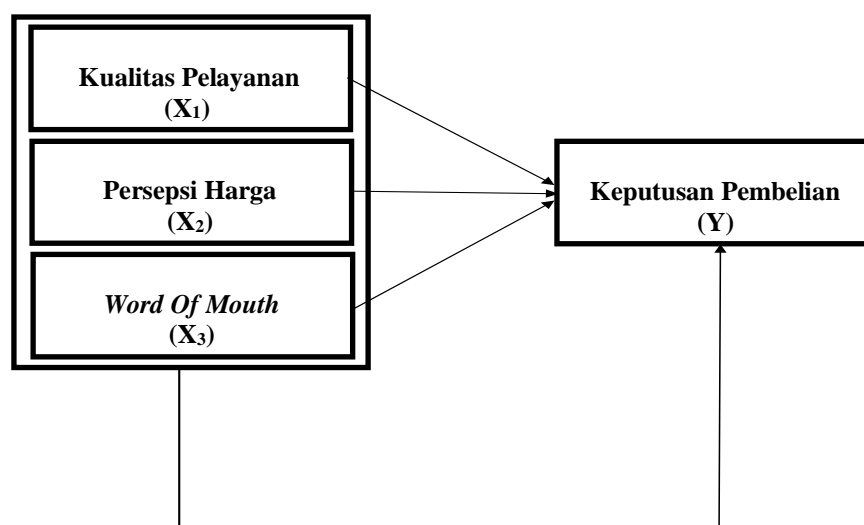 Kualitas Pelayanan
(X₁)
Persepsi Harga
(X₂)
Word Of Mouth
(X₃)
Keputusan Pembelian
(Y)